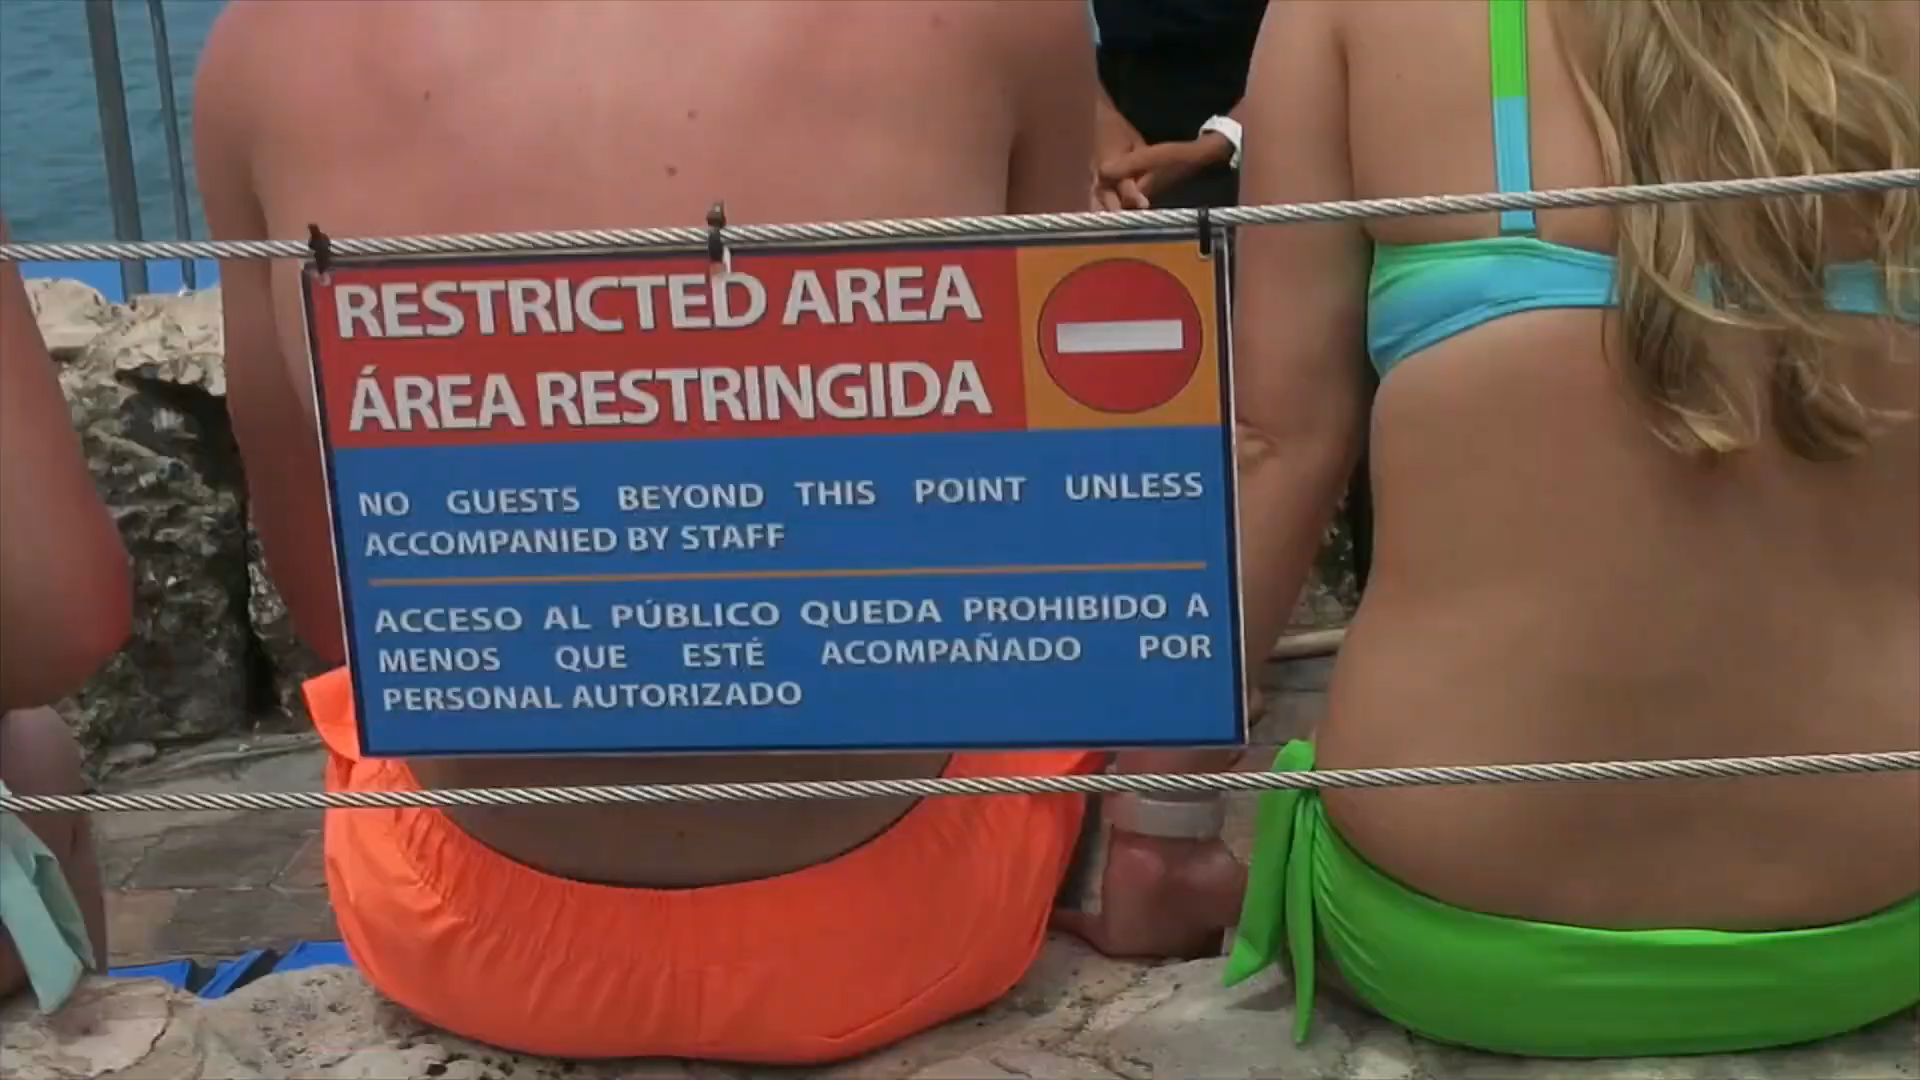 RESTRICTED AREA
ÁREA RESTRINGIDA
NO GUESTS BEYOND THIS POINT UNLESS
ACCOMPANIED BY STAFF
ACCESO AL PÚBLICO QUEDA PROHIBIDO A
MENOS QUE ESTÉ ACOMPAÑADO POR
PERSONAL AUTORIZADO